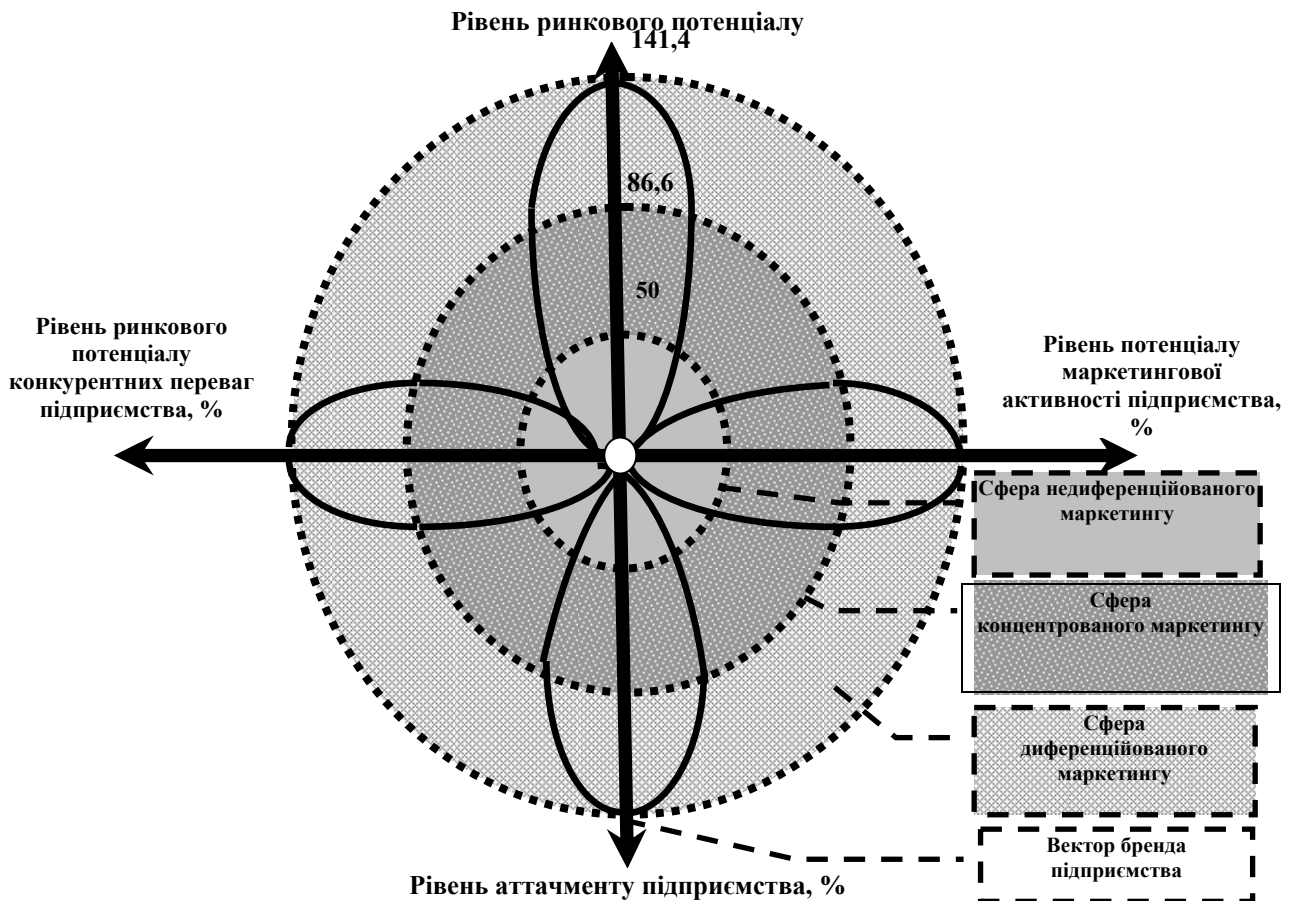 Рівень ринкового потенціалу
141,4
86,6
50
Рівень ринкового
потенціалу
конкурентних переваг
підприємства, %
Рівень потенціалу
маркетингової
активності підприємства,
%
Сфера недиференційованого
маркетингу
Сфера
концентрованого маркетингу
Сфера
диференційованого
маркетингу
Вектор бренда
підприємства
Рівень аттачменту підприємства, %